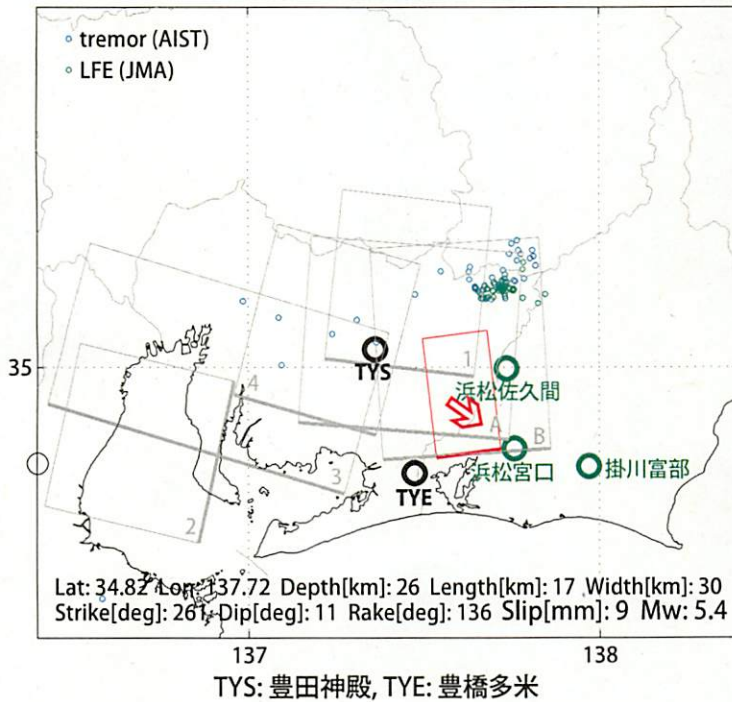 tremor (AIST)
LFE (JMA)
TYS
1
浜松佐久間
4
A
B
浜松宮口
掛川富部
3
TYE
2
35
Lat: 34.82 Lon: 137.72 Depth[km]: 26 Length[km]: 17 Width[km]: 30
Strike[deg]: 261 Dip[deg]: 11 Rake[deg]: 136 Slip[mm]: 9 Mw: 5.4
137
138
TYS: 豊田神殿, TYE: 豊橋多米